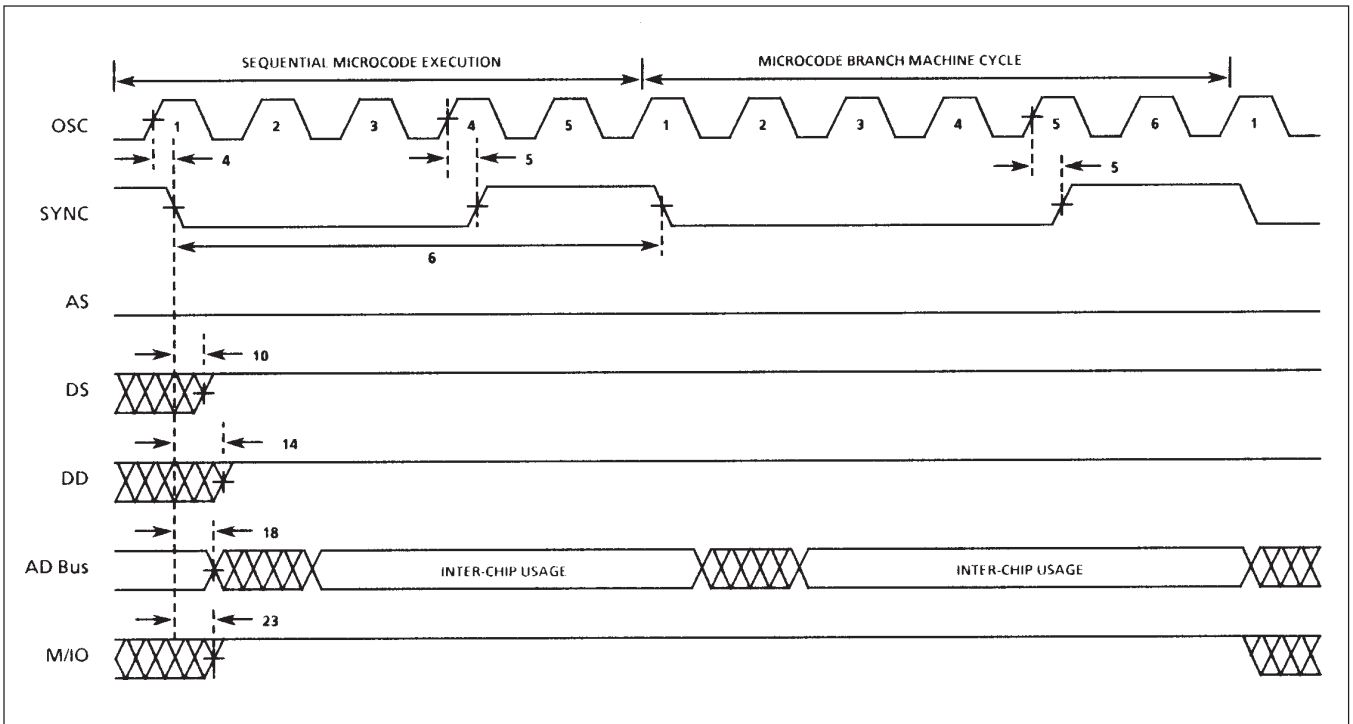 SEQUENTIAL MICROCODE EXECUTION
MICROCODE BRANCH MACHINE CYCLE
OSC
1 2 3 4 5 1 2 3 4 5 6 1
4 5 5
SYNC
6
AS
10
DS
14
DD
18
AD Bus
INTER-CHIP USAGE
INTER-CHIP USAGE
23
M/IO